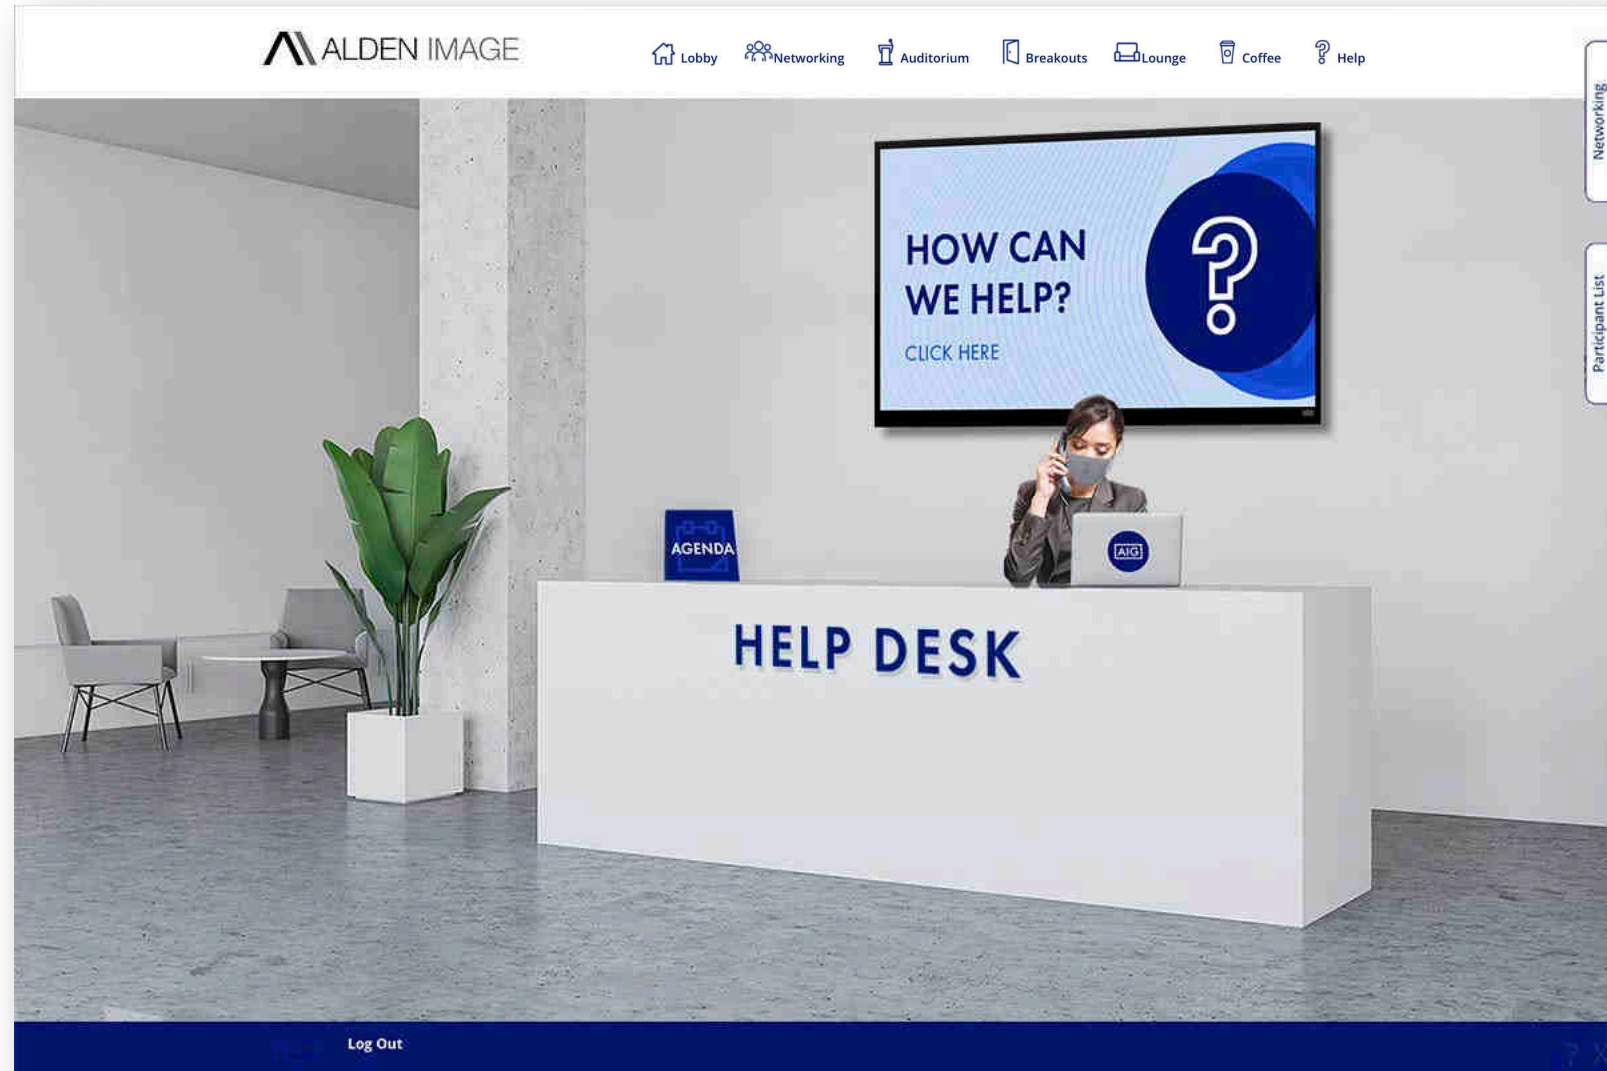 ALDEN IMAGE
Lobby
Networking
Auditorium
Breakouts
Lounge
Coffee
Help
Networking
Participant List
HOW CAN
WE HELP?
CLICK HERE
AGENDA
AIG
HELP DESK
Log Out
? X